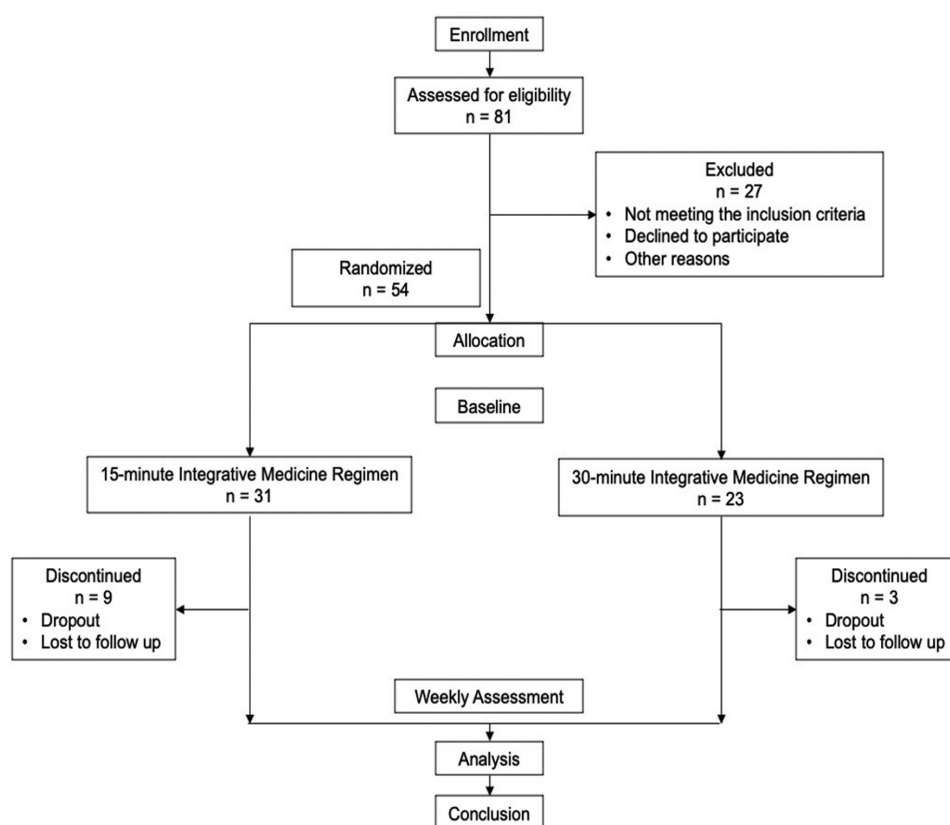 Enrollment
Assessed for eligibility
n = 81
Excluded
n = 27
• Not meeting the inclusion criteria
• Declined to participate
• Other reasons
Randomized
n = 54
Allocation
Baseline
15-minute Integrative Medicine Regimen
n = 31
30-minute Integrative Medicine Regimen
n = 23
Discontinued
n = 9
• Dropout
• Lost to follow up
Discontinued
n = 3
• Dropout
• Lost to follow up
Weekly Assessment
Analysis
Conclusion